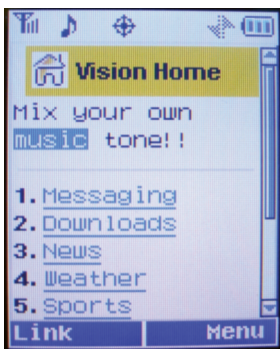 Vision Home
Mix your own
music tone!!
1. Messaging
2. Downloads
3. News
4. Weather
5. Sports
Link Menu